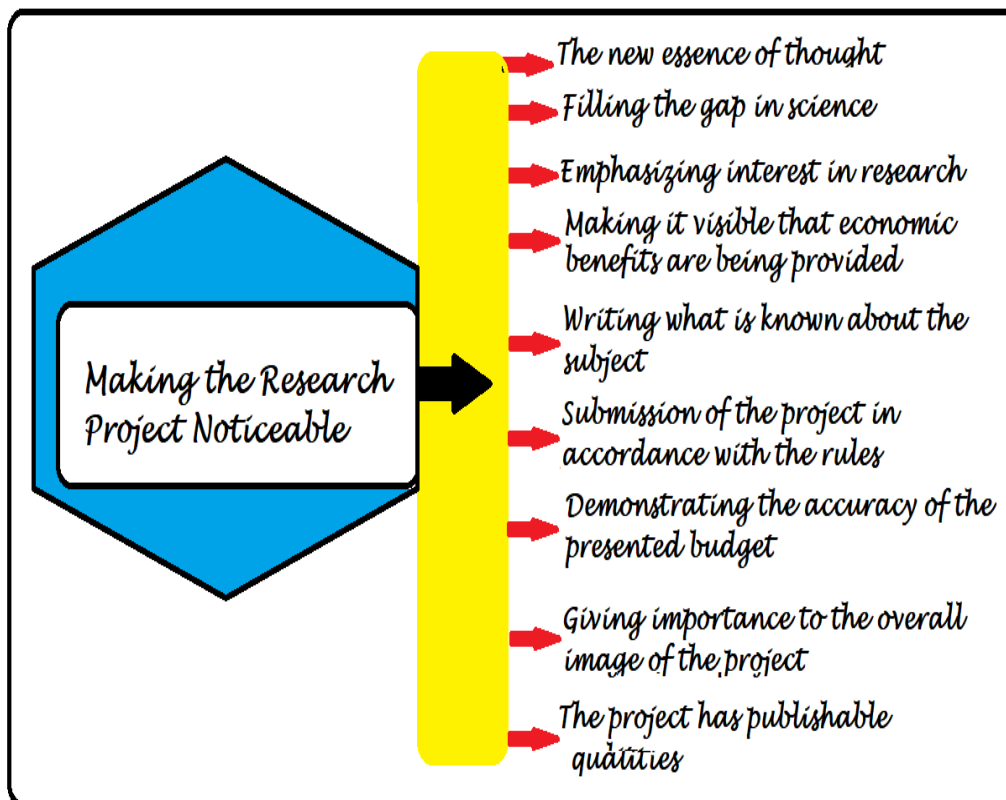 Making the Research
Project Noticeable
The new essence of thought
Filling the gap in science
Emphasizing interest in research
Making it visible that economic
benefits are being provided
Writing what is known about the
subject
Submission of the project in
accordance with the rules
Demonstrating the accuracy of the
presented budget
Giving importance to the overall
image of the project
The project has publishable
qualities